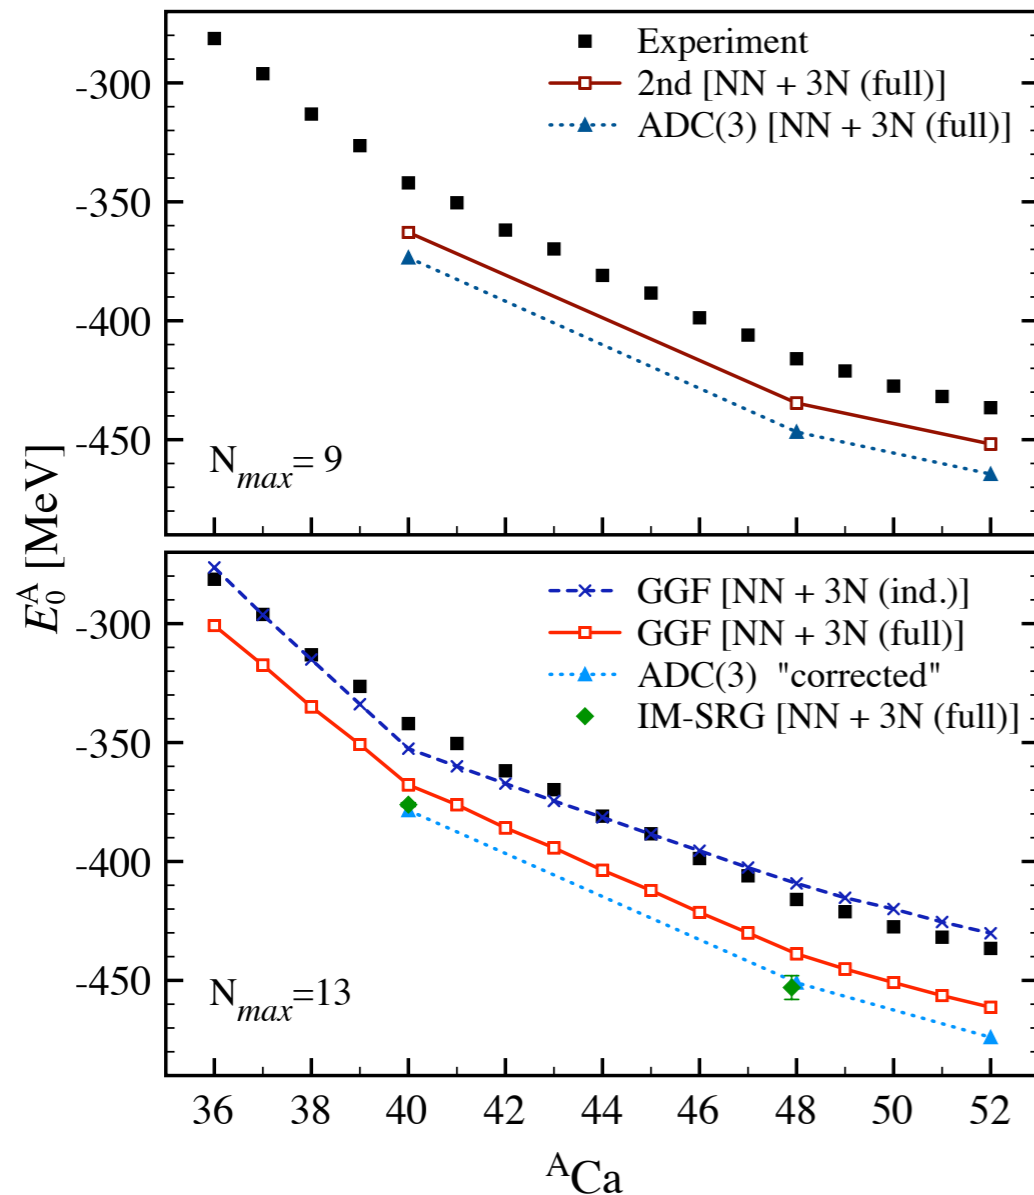 -300
-350
-400
-450
Experiment
2nd [NN + 3N (full)]
ADC(3) [NN + 3N (full)]
N_max= 9
E_0^A [MeV]
-300
-350
-400
-450
GGF [NN + 3N (ind.)]
GGF [NN + 3N (full)]
ADC(3) "corrected"
IM-SRG [NN + 3N (full)]
N_max=13
36 38 40 42 44 46 48 50 52
^ACa